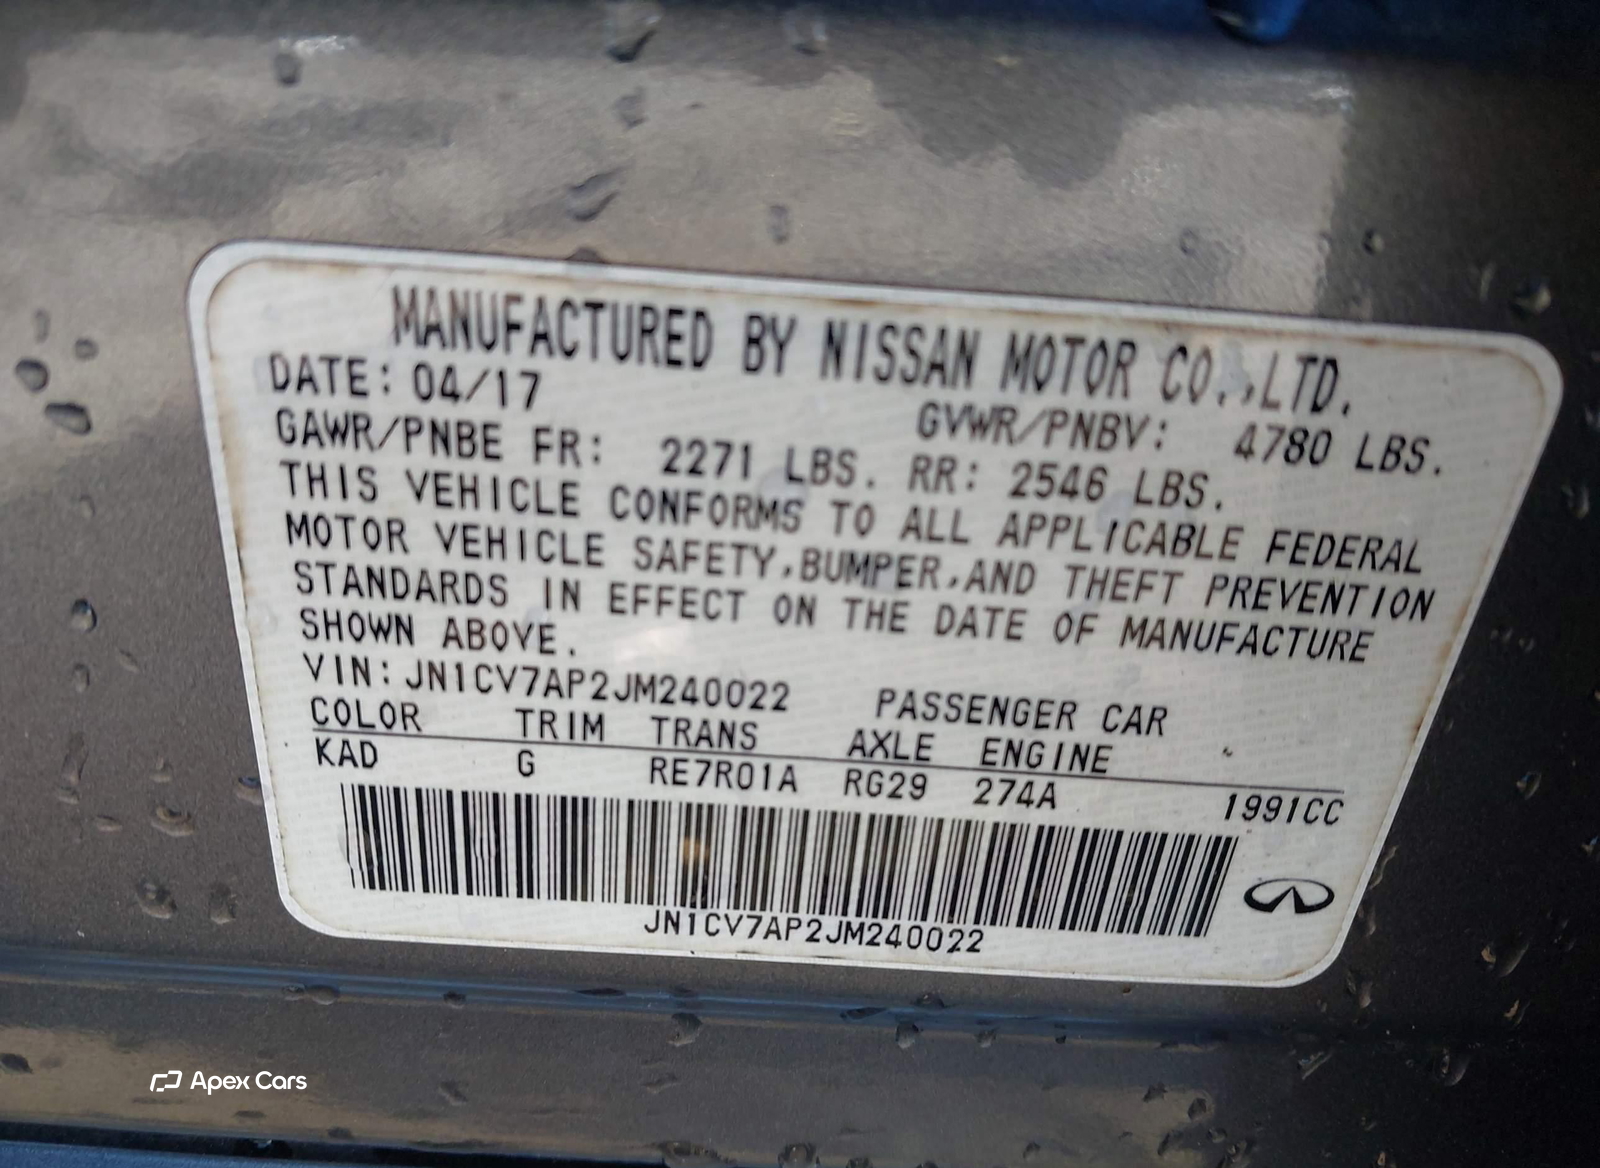 MANUFACTURED BY NISSAN MOTOR CO.,LTD.
DATE: 04/17 GVWR/PNBV: 4780 LBS.
GAWR/PNBE FR: 2271 LBS. RR: 2546 LBS.
THIS VEHICLE CONFORMS TO ALL APPLICABLE FEDERAL
MOTOR VEHICLE SAFETY,BUMPER,AND THEFT PREVENTION
STANDARDS IN EFFECT ON THE DATE OF MANUFACTURE
SHOWN ABOVE.
VIN:JN1CV7AP2JM240022 PASSENGER CAR
COLOR TRIM TRANS AXLE ENGINE
KAD G RE7R01A RG29 274A 1991CC
JN1CV7AP2JM240022
Apex Cars